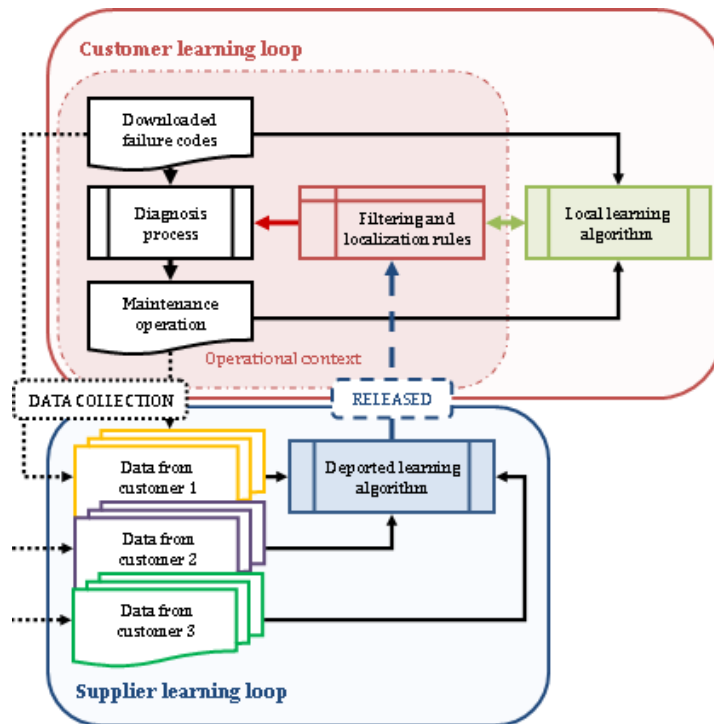 Customer learning loop
Downloaded
failure codes
Diagnosis
process
Filtering and
localization rules
Local learning
algorithm
Maintenance
operation
Operational context
DATA COLLECTION
RELEASED
Data from
customer 1
Deported learning
algorithm
Data from
customer 2
Data from
customer 3
Supplier learning loop